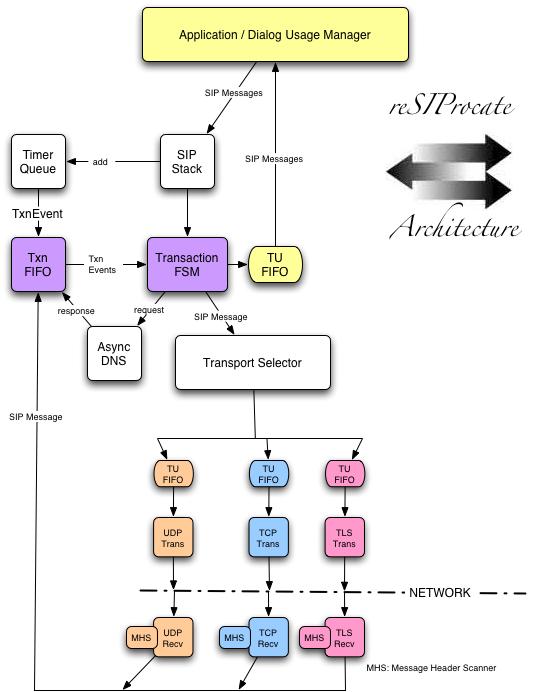 Application / Dialog Usage Manager
SIP Messages
reSIProcate
Timer
Queue
add
SIP
Stack
SIP Messages
Architecture
TxnEvent
Txn
FIFO
Txn
Events
Transaction
FSM
TU
FIFO
response
request
SIP Message
Async
DNS
Transport Selector
SIP Message
TU
FIFO
TU
FIFO
TU
FIFO
UDP
Trans
TCP
Trans
TLS
Trans
NETWORK
MHS
UDP
Recv
MHS
TCP
Recv
MHS
TLS
Recv
MHS: Message Header Scanner